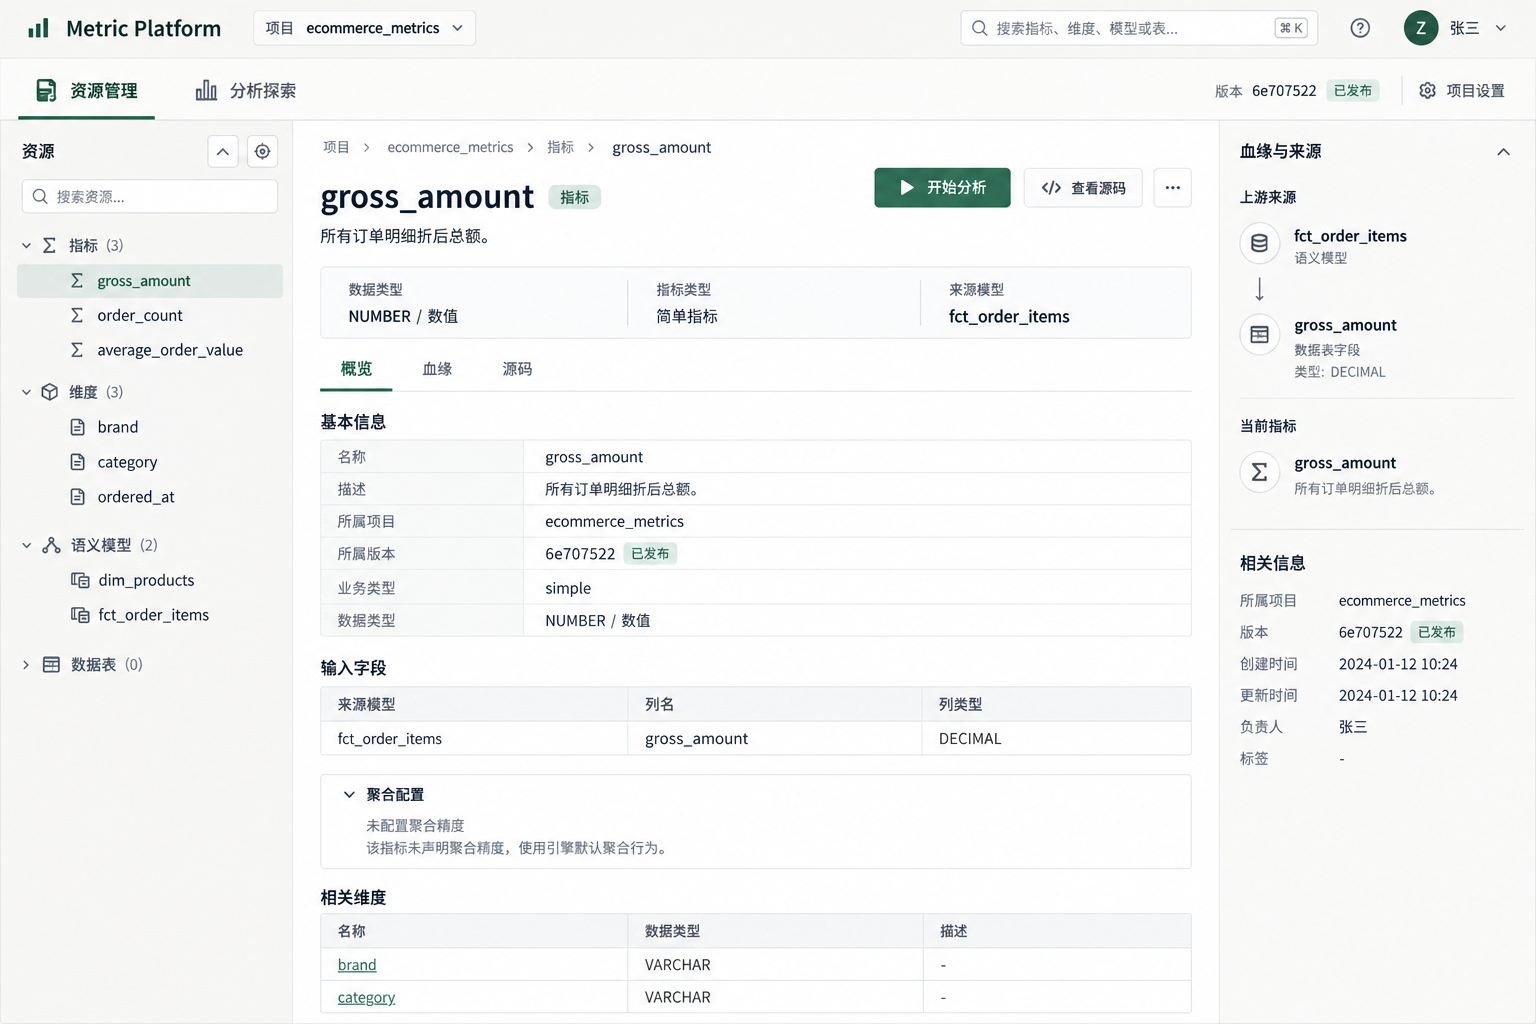 Metric Platform
项目 ecommerce_metrics
搜索指标、维度、模型或表...
⌘ K
Z 张三
资源管理
分析探索
版本 6e707522 已发布
项目设置
资源
搜索资源...
指标 (3)
gross_amount
order_count
average_order_value
维度 (3)
brand
category
ordered_at
语义模型 (2)
dim_products
fct_order_items
数据表 (0)
项目 > ecommerce_metrics > 指标 > gross_amount
gross_amount 指标
所有订单明细折后总额。
开始分析
查看源码
数据类型
NUMBER / 数值
指标类型
简单指标
来源模型
fct_order_items
概览 血缘 源码
基本信息
名称 gross_amount
描述 所有订单明细折后总额。
所属项目 ecommerce_metrics
所属版本 6e707522 已发布
业务类型 simple
数据类型 NUMBER / 数值
输入字段
来源模型 列名 列类型
fct_order_items gross_amount DECIMAL
聚合配置
未配置聚合精度
该指标未声明聚合精度，使用引擎默认聚合行为。
相关维度
名称 数据类型 描述
brand VARCHAR -
category VARCHAR -
血缘与来源
上游来源
fct_order_items
语义模型
gross_amount
数据表字段
类型: DECIMAL
当前指标
gross_amount
所有订单明细折后总额。
相关信息
所属项目 ecommerce_metrics
版本 6e707522 已发布
创建时间 2024-01-12 10:24
更新时间 2024-01-12 10:24
负责人 张三
标签 -